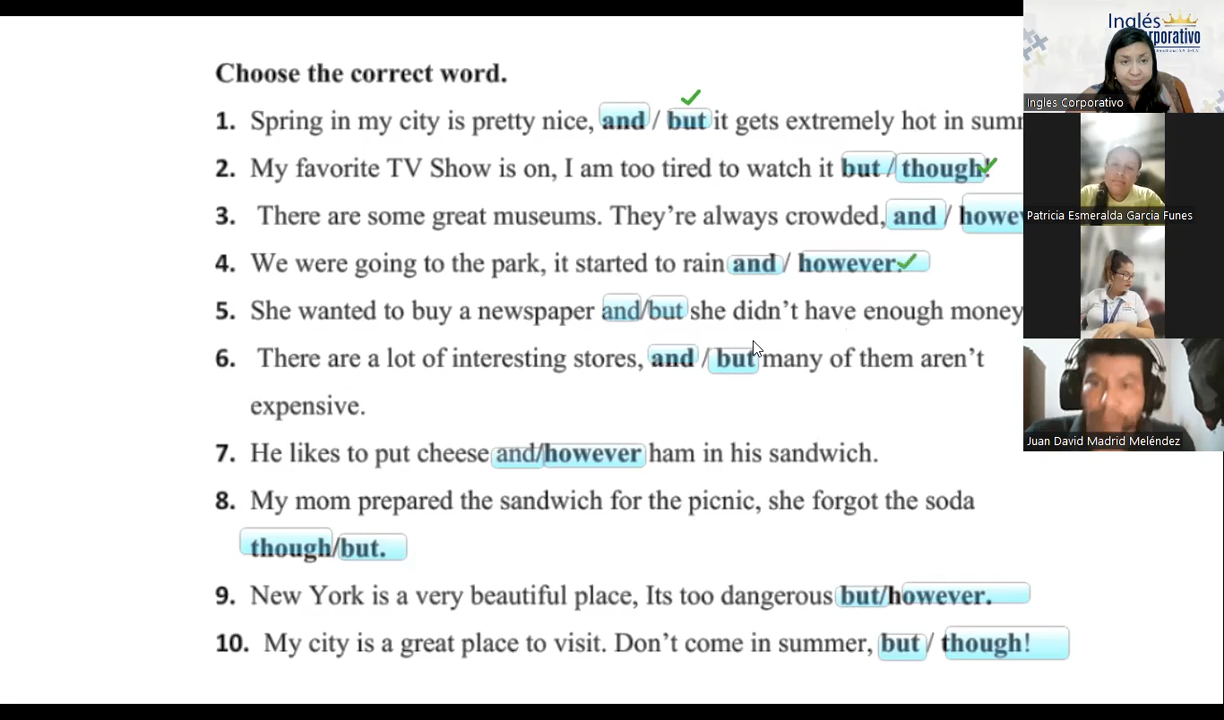 Choose the correct word.
1. Spring in my city is pretty nice, and / but it gets extremely hot in
2. My favorite TV Show is on, I am too tired to watch it but / though!
3. There are some great museums. They're always crowded, and /
4. We were going to the park, it started to rain and / however.
5. She wanted to buy a newspaper and/but she didn't have enough money
6. There are a lot of interesting stores, and / but many of them aren't
expensive.
7. He likes to put cheese and/however ham in his sandwich.
8. My mom prepared the sandwich for the picnic, she forgot the soda
though/but.
9. New York is a very beautiful place, Its too dangerous but/however.
10. My city is a great place to visit. Don't come in summer, but / though!
Inglés
Ingles Corporativo
Patricia Esmeralda Garcia Funes
Juan David Madrid Meléndez